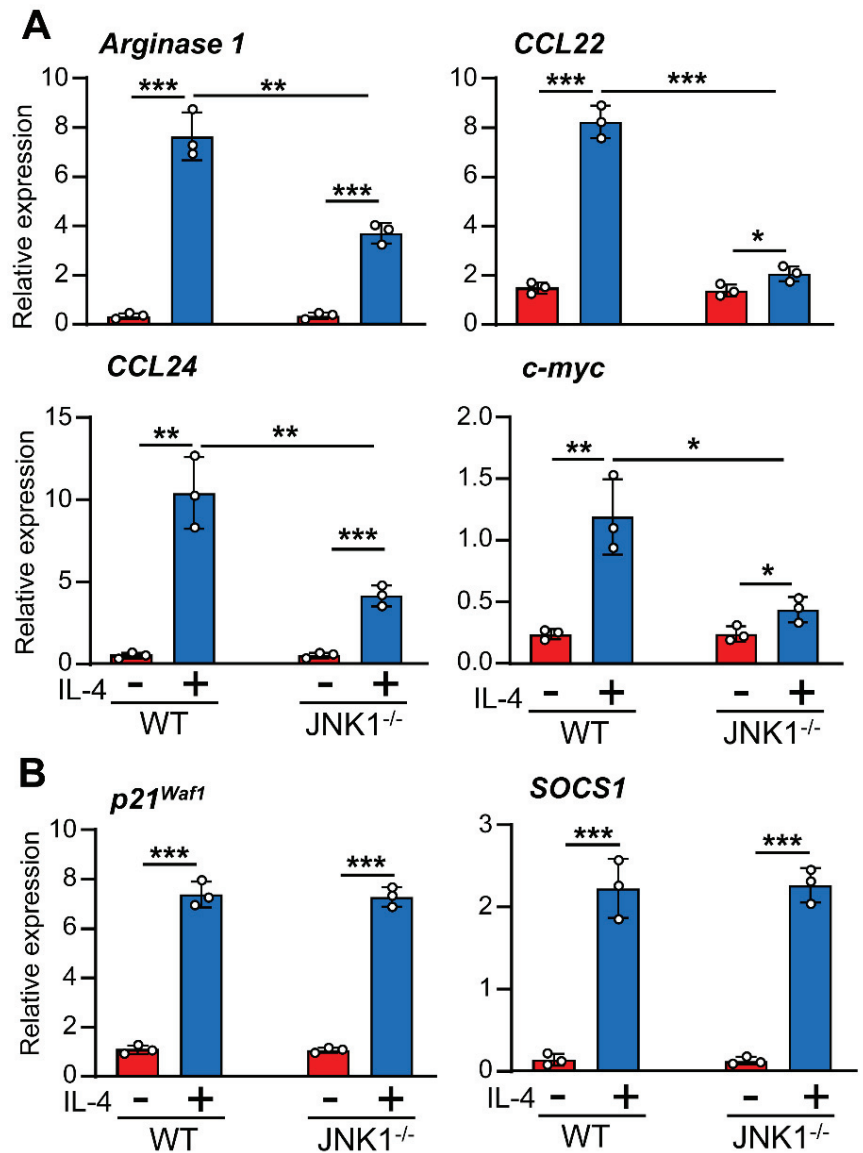 A
Arginase 1
CCL22
Relative expression
10
8
6
4
2
0
***
**
***
10
8
6
4
2
0
***
***
*
CCL24
c-myc
Relative expression
15
10
5
0
**
**
***
2.0
1.5
1.0
0.5
0.0
**
*
*
IL-4 - + - +
WT JNK1-/-
- + - +
WT JNK1-/-
B
p21Waf1
SOCS1
Relative expression
10
8
6
4
2
0
***
***
3
2
1
0
***
***
IL-4 - + - +
WT JNK1-/-
IL-4 - + - +
WT JNK1-/-